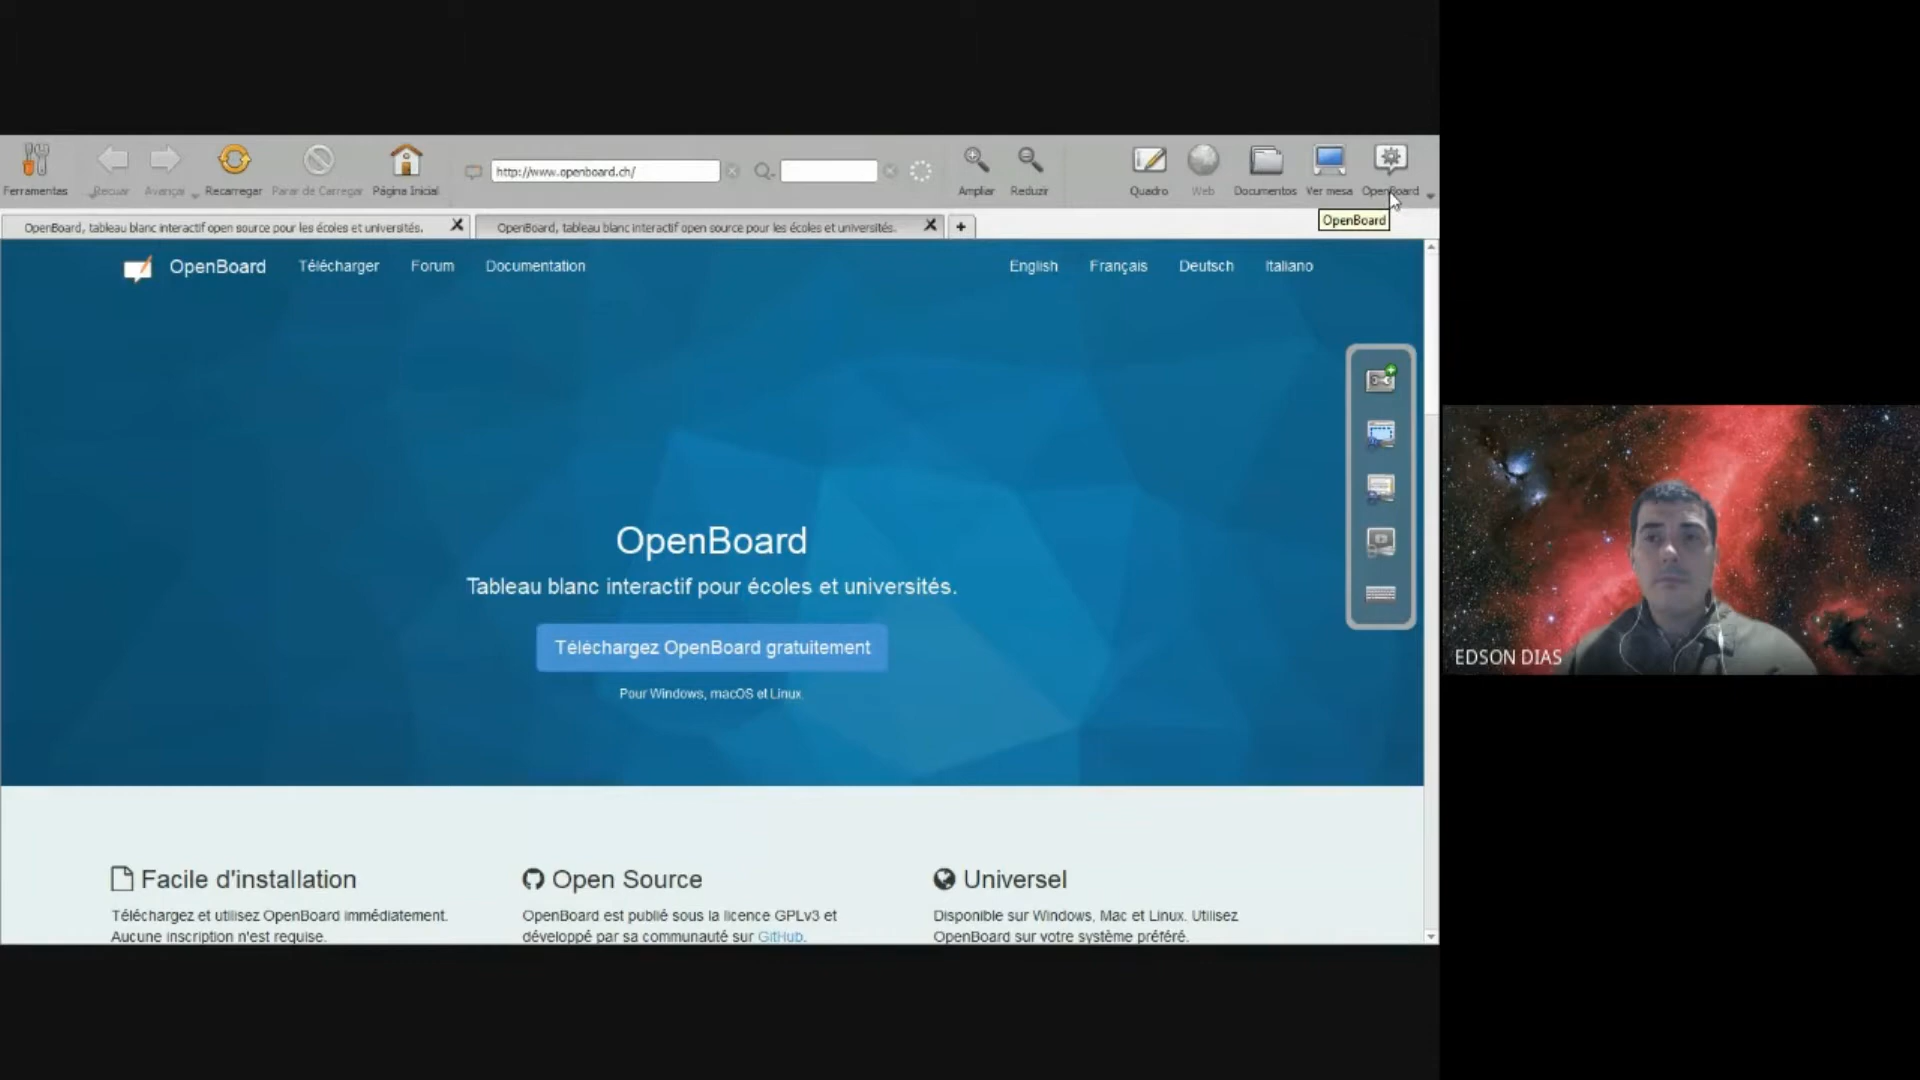 Ferramentas Recuar Avançar Recarregar Parar de Carregar Página Inicial http://www.openboard.ch/ Ampliar Reduzir Quadro Web Documentos Ver mesa OpenBoard
OpenBoard
OpenBoard, tableau blanc interactif open source pour les écoles et universités. OpenBoard, tableau blanc interactif open source pour les écoles et universités.
OpenBoard Télécharger Forum Documentation English Français Deutsch Italiano
OpenBoard
Tableau blanc interactif pour écoles et universités.
Téléchargez OpenBoard gratuitement
Pour Windows, macOS et Linux.
EDSON DIAS
Facile d'installation
Téléchargez et utilisez OpenBoard immédiatement.
Aucune inscription n'est requise.
Open Source
OpenBoard est publié sous la licence GPLv3 et
développé par sa communauté sur GitHub.
Universel
Disponible sur Windows, Mac et Linux. Utilisez
OpenBoard sur votre système préféré.